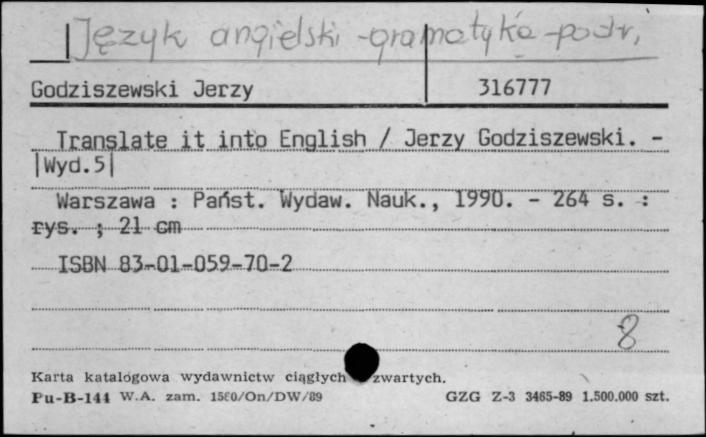 Język angielski -gramatyka -podr.
Godziszewski Jerzy 316777
Translate it into English / Jerzy Godziszewski. -
|Wyd.5|
Warszawa : Państ. Wydaw. Nauk., 1990. - 264 s. :
rys. ; 21 cm
ISBN 83-01-059-70-2
8
Karta katalogowa wydawnictw ciągłych zwartych.
Pu-B-144 W.A. zam. 1560/On/DW/89 GZG Z-3 3465-89 1.500.000 szt.